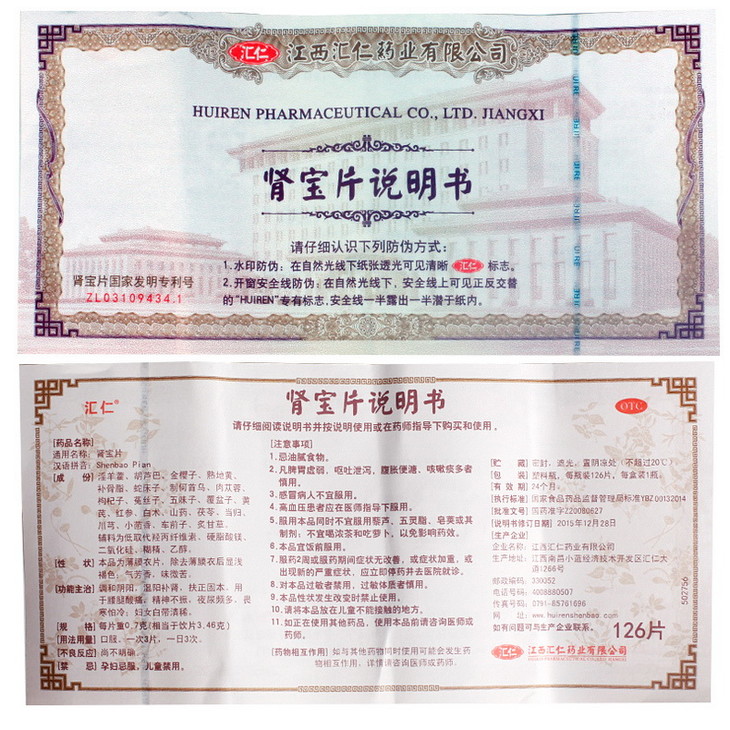 汇仁 江西汇仁药业有限公司
HUIREN PHARMACEUTICAL CO., LTD. JIANGXI
肾宝片说明书
请仔细认识下列防伪方式：
1.水印防伪：在自然光线下纸张透光可见清晰 汇仁 标志。
2.开窗安全线防伪：在自然光线下，安全线上可见正反交替
的“HUIREN”专有标志，安全线一半露出一半潜于纸内。
肾宝片国家发明专利号
ZL03109434.1
汇仁®
肾宝片说明书
请仔细阅读说明书并按说明使用或在药师指导下购买和使用。
OTC
[药品名称]
通用名称：肾宝片
汉语拼音：Shenbao Pian
[成 份] 淫羊藿、胡芦巴、金樱子、熟地黄、
补骨脂、蛇床子、制何首乌、肉苁蓉、
枸杞子、菟丝子、五味子、覆盆子、黄
芪、红参、白术、山药、茯苓、当归、
川芎、小茴香、车前子、炙甘草。
辅料为低取代羟丙纤维素、硬脂酸镁、
二氧化硅、糊精、乙醇。
[性 状] 本品为薄膜衣片，除去薄膜衣后显浅
褐色；气芳香，味微苦。
[功能主治] 调和阴阳，温阳补肾，扶正固本。用
于腰腿酸痛，精神不振，夜尿频多，畏
寒怕冷；妇女白带清稀。
[规 格] 每片重0.7克(相当于饮片3.46克)
[用法用量] 口服。一次3片，一日3次。
[不良反应] 尚不明确。
[禁 忌] 孕妇忌服，儿童禁用。
[注意事项]
1.忌油腻食物。
2.凡脾胃虚弱，呕吐泄泻，腹胀便溏、咳嗽痰多者
慎用。
3.感冒病人不宜服用。
4.高血压患者应在医师指导下服用。
5.服用本品同时不宜服用藜芦、五灵脂、皂荚或其
制剂；不宜喝浓茶和吃萝卜，以免影响药效。
6.本品宜饭前服用。
7.服药2周或服药期间症状无改善，或症状加重，或
出现新的严重症状，应立即停药并去医院就诊。
8.对本品过敏者禁用，过敏体质者慎用。
9.本品性状发生改变时禁止使用。
10.请将本品放在儿童不能接触的地方。
11.如正在使用其他药品，使用本品前请咨询医师或
药师。
[药物相互作用] 如与其他药物同时使用可能会发生药
物相互作用，详情请咨询医师或药师。
[贮 藏] 密封，遮光，置阴凉处（不超过20℃）
[包 装] 塑料瓶，每瓶装126片，每盒装1瓶。
[有 效 期] 24个月。
[执行标准] 国家食品药品监督管理局标准YBZ00132014
[批准文号] 国药准字Z20080627
[说明书修订日期] 2015年12月28日
[生产企业]
企业名称：江西汇仁药业有限公司
生产地址：江西南昌小蓝经济技术开发区汇仁大
道1266号
邮政编码：330052
电话号码：4008880507
传真号码：0791-85761696
网 址：www.huirenshenbao.com
如有问题可与生产企业联系。
126片
502756
汇仁 江西汇仁药业有限公司